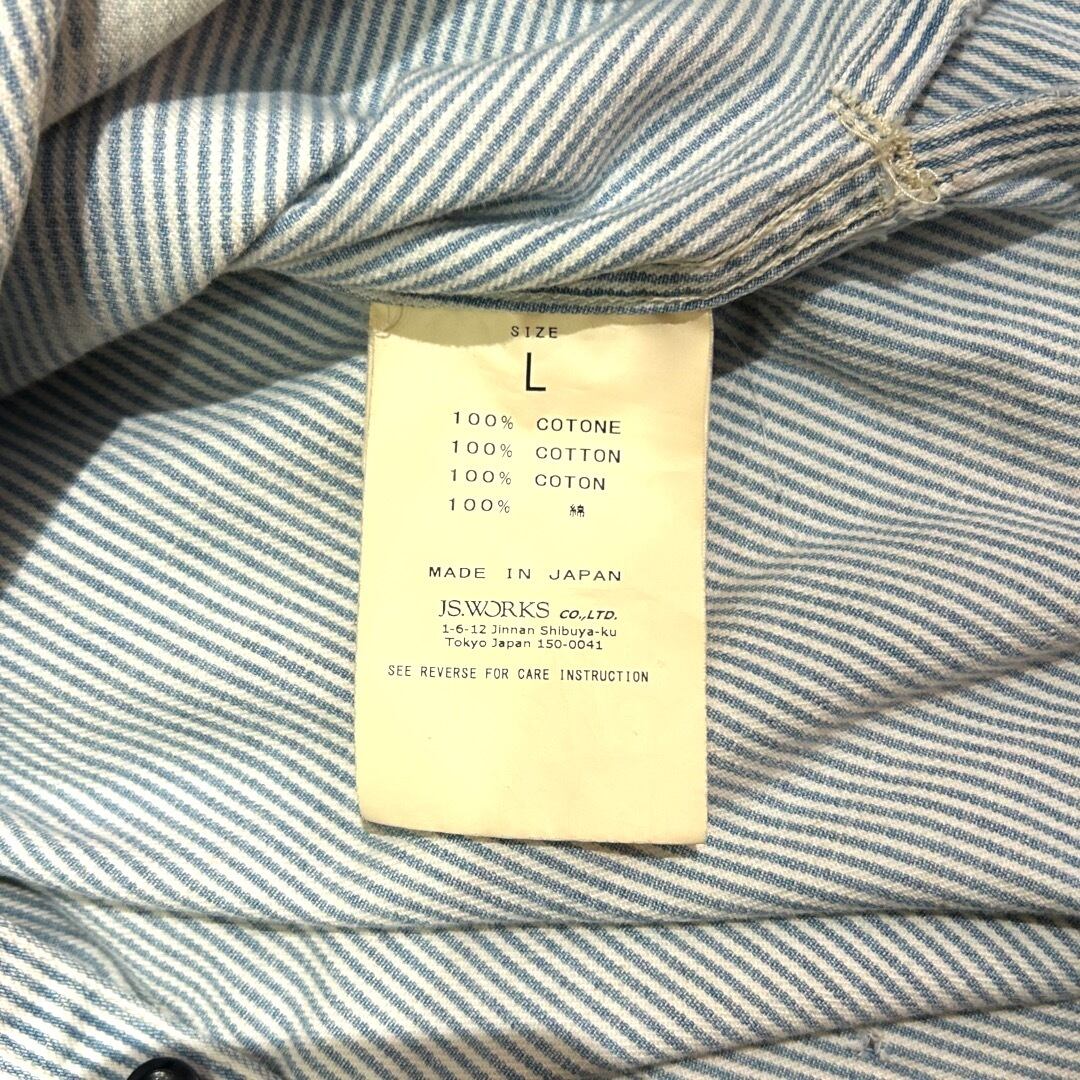 SIZE
L
100% COTONE
100% COTTON
100% COTON
100% 綿
MADE IN JAPAN
JS.WORKS CO.,LTD.
1-6-12 Jinnan Shibuya-ku
Tokyo Japan 150-0041
SEE REVERSE FOR CARE INSTRUCTION